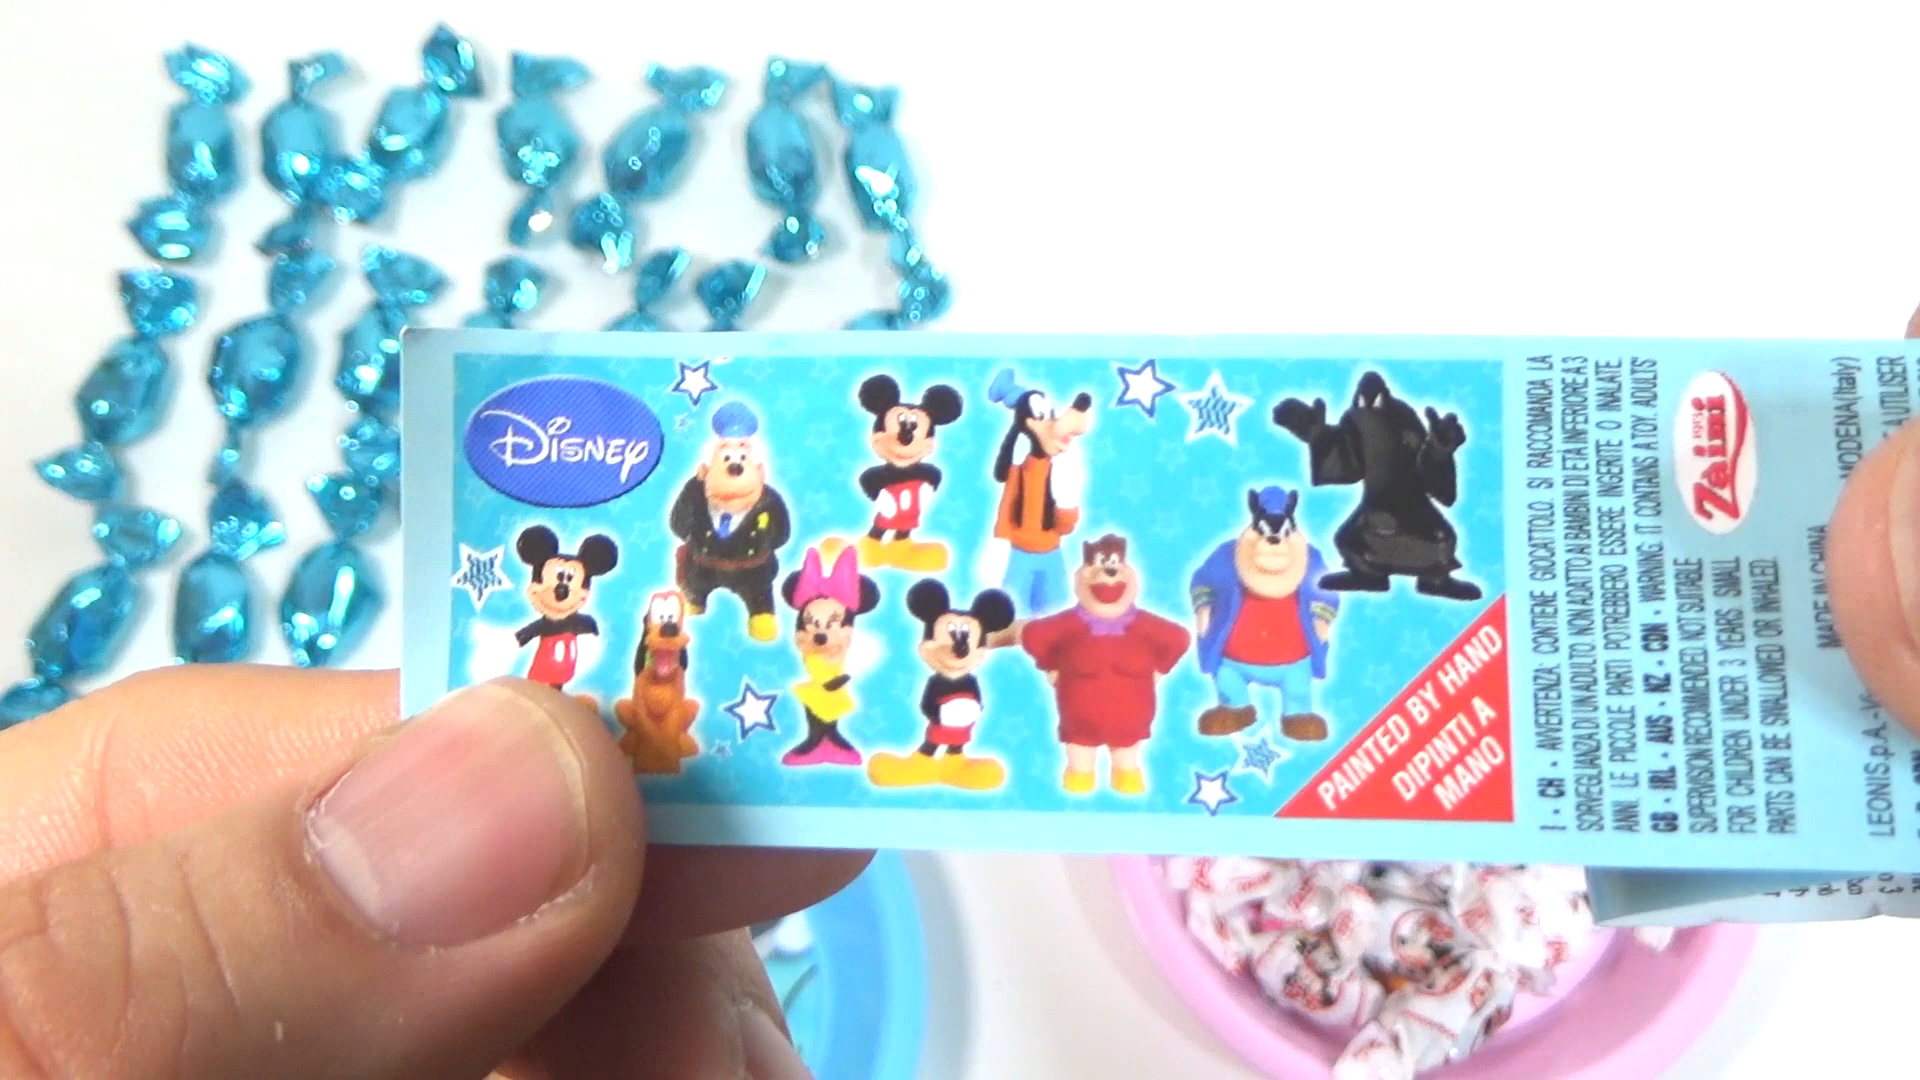 Disney
PAINTED BY HAND
DIPINTI A
MANO
I - CH - AVVERTENZA: CONTIENE GIOCATTOLO. SI RACCOMANDA LA
SORVEGLIANZA DI UN ADULTO. NON ADATTO A BAMBINI DI ETÀ INFERIORE A 3
ANNI. LE PICCOLE PARTI POTREBBERO ESSERE INGERITE O INALATE.
GB - IRL - AUS - NZ - CDN - WARNING: IT CONTAINS A TOY. ADULTS'
SUPERVISION RECOMMENDED. NOT SUITABLE
FOR CHILDREN UNDER 3 YEARS. SMALL
PARTS CAN BE SWALLOWED OR INHALED.
Zàini
MADE IN CHINA
LEONIS p.A. - V
MODENA (Italy)